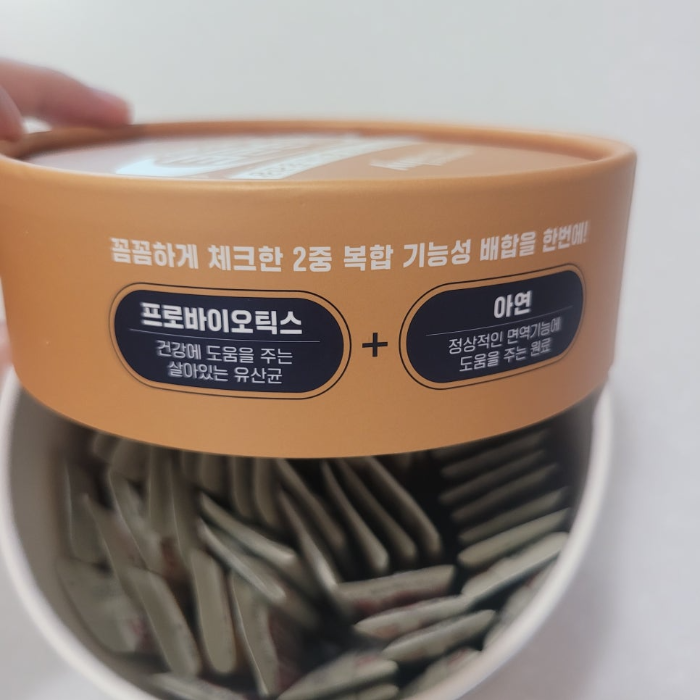 꼼꼼하게 체크한 2중 복합 기능성 배합을 한번에!
프로바이오틱스
건강에 도움을 주는
살아있는 유산균
+
아연
정상적인 면역기능에
도움을 주는 원료